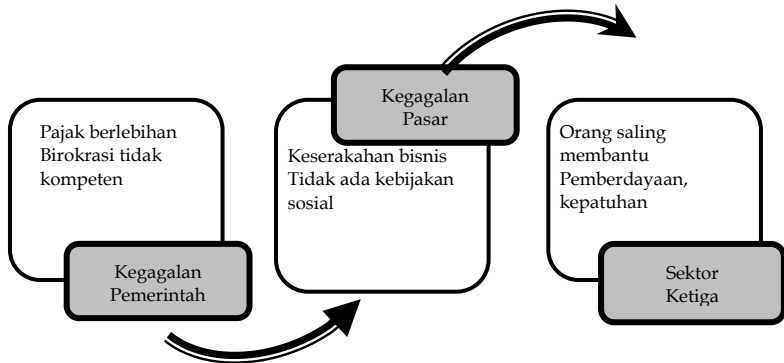 Pajak berlebihan
Birokrasi tidak
kompeten
Kegagalan
Pemerintah
Kegagalan
Pasar
Keserakahan bisnis
Tidak ada kebijakan
sosial
Orang saling
membantu
Pemberdayaan,
kepatuhan
Sektor
Ketiga